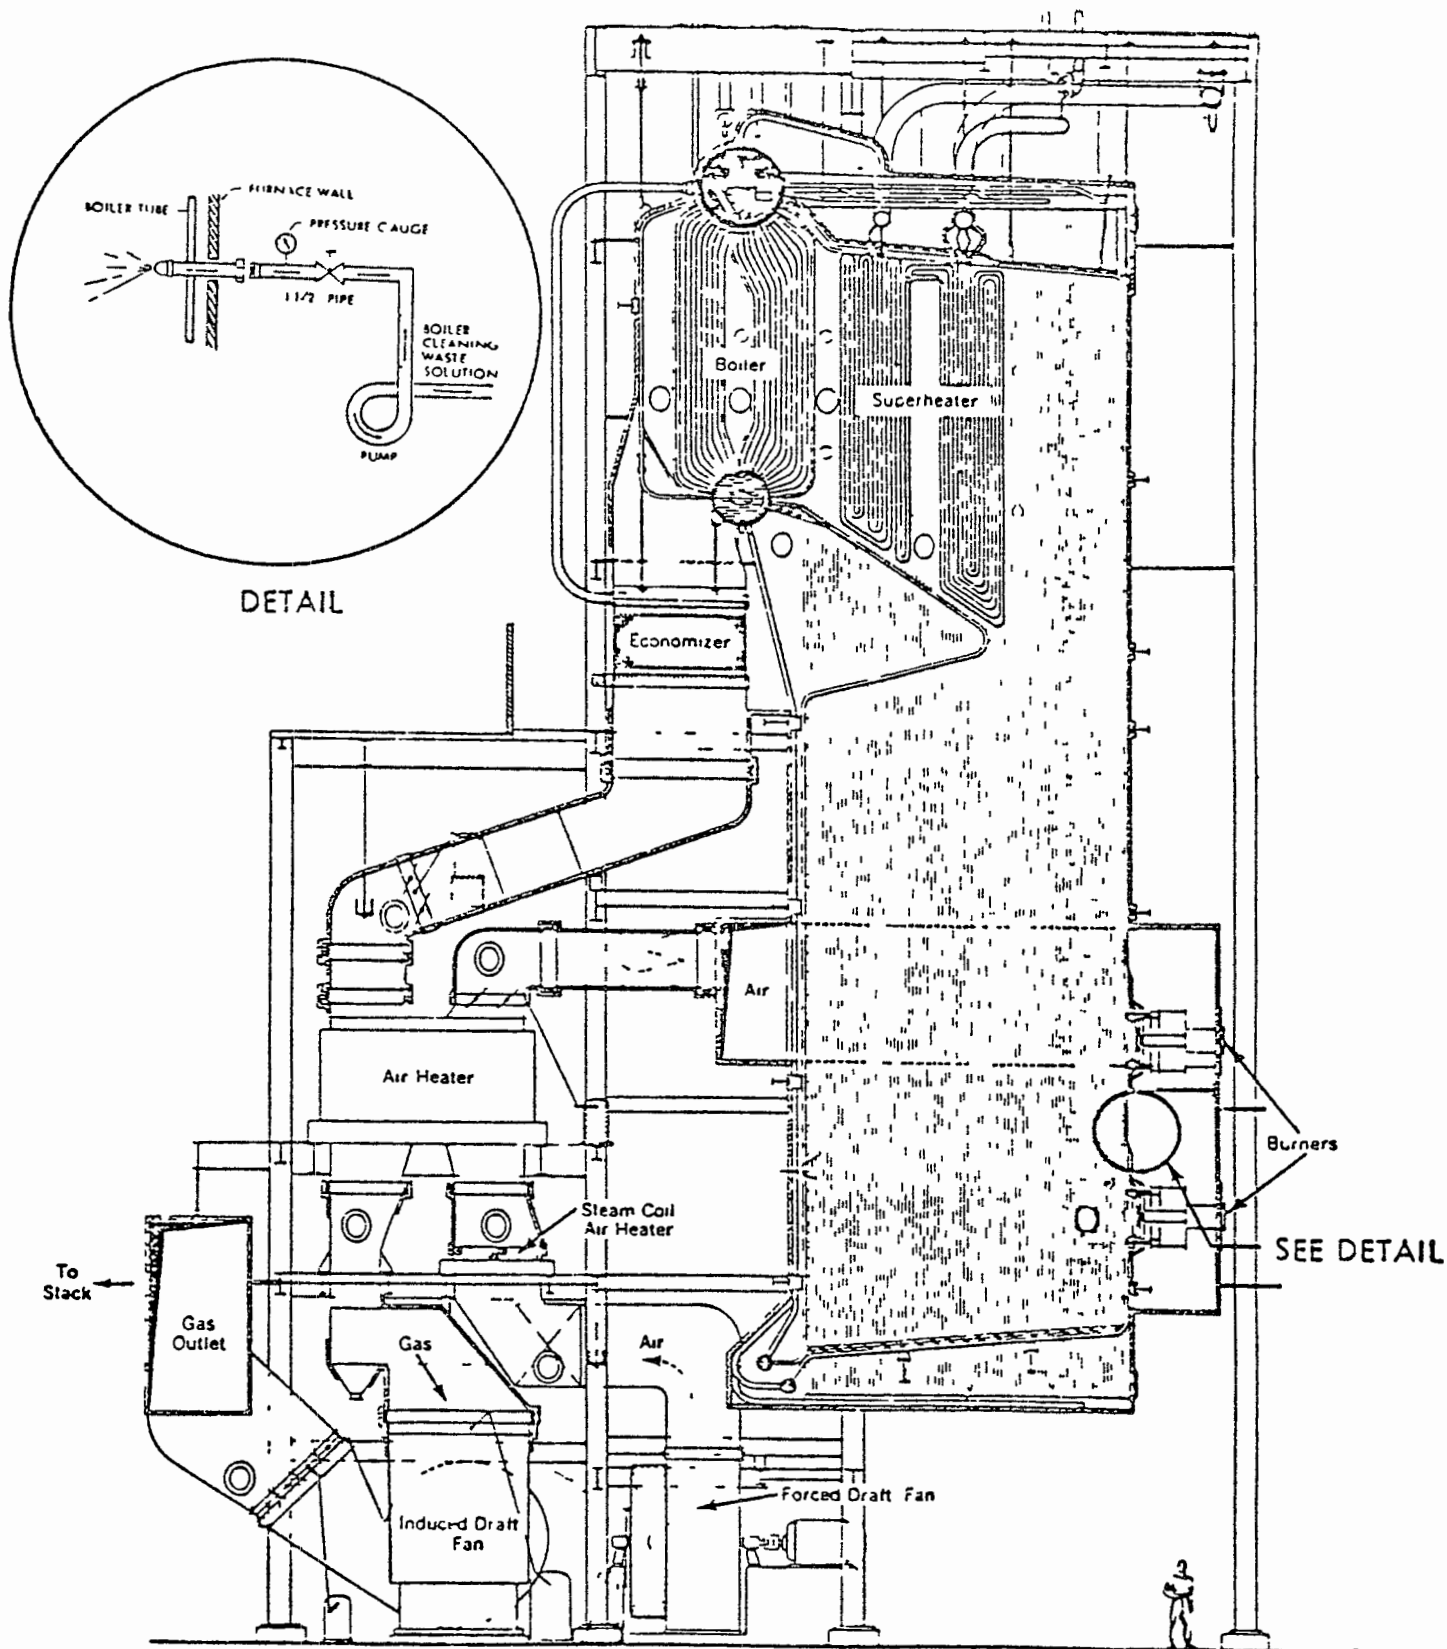 FURNACE WALL
BOILER TUBE
PRESSURE GAUGE
1 1/2 PIPE
BOILER
CLEANING
WASTE
SOLUTION
PUMP
DETAIL
Boiler
Superheater
Economizer
Air
Air Heater
Burners
Steam Coil
Air Heater
SEE DETAIL
To
Stack
Gas
Outlet
Gas
Air
Forced Draft Fan
Induced Draft
Fan